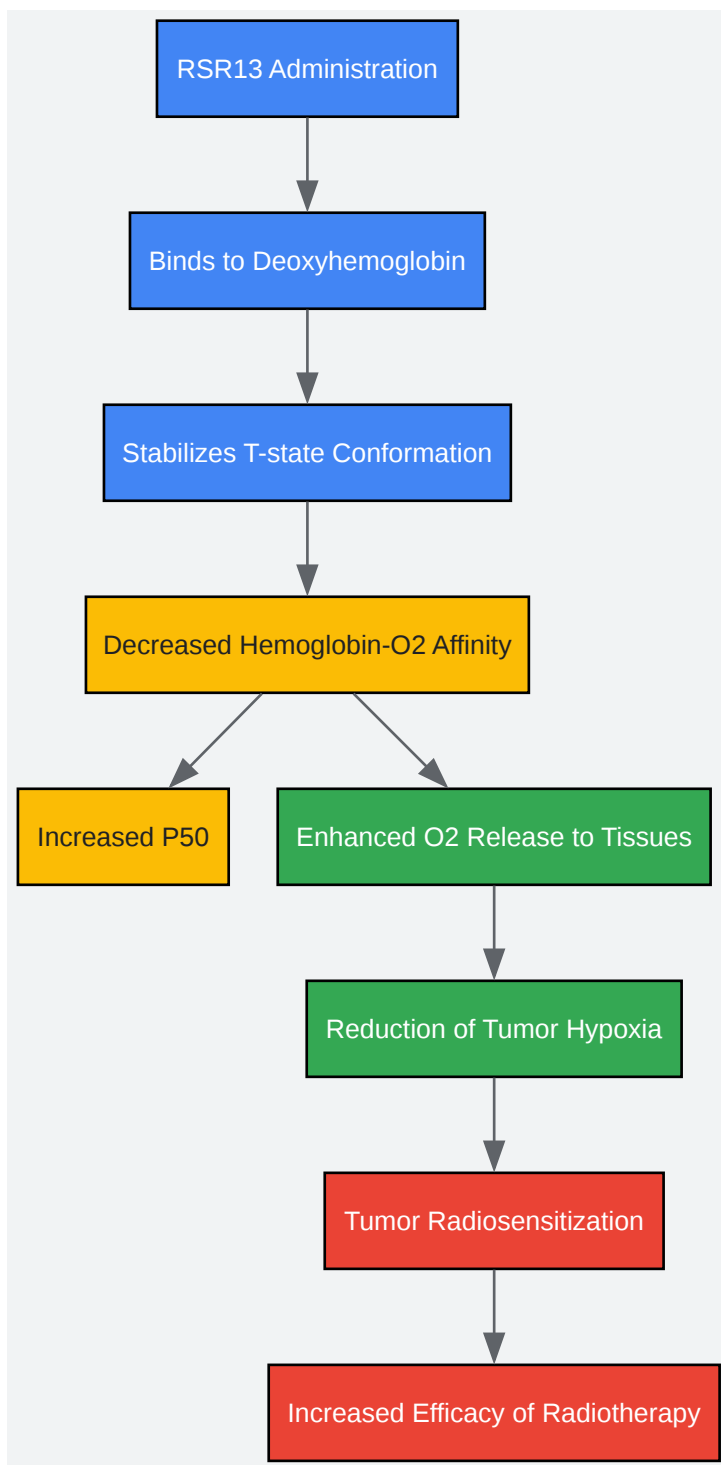 RSR13 Administration
Binds to Deoxyhemoglobin
Stabilizes T-state Conformation
Decreased Hemoglobin-O2 Affinity
Increased P50
Enhanced O2 Release to Tissues
Reduction of Tumor Hypoxia
Tumor Radiosensitization
Increased Efficacy of Radiotherapy